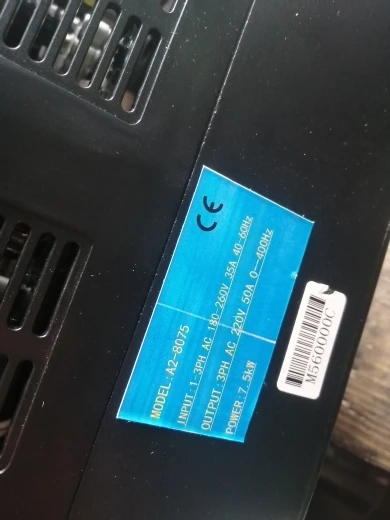 CE
MODEL:A2-8075
INPUT:1.3PH AC 180-260V 35A 40-60Hz
OUTPUT:3PH AC 220V 50A 0--400Hz
POWER:7.5kW
M560000C